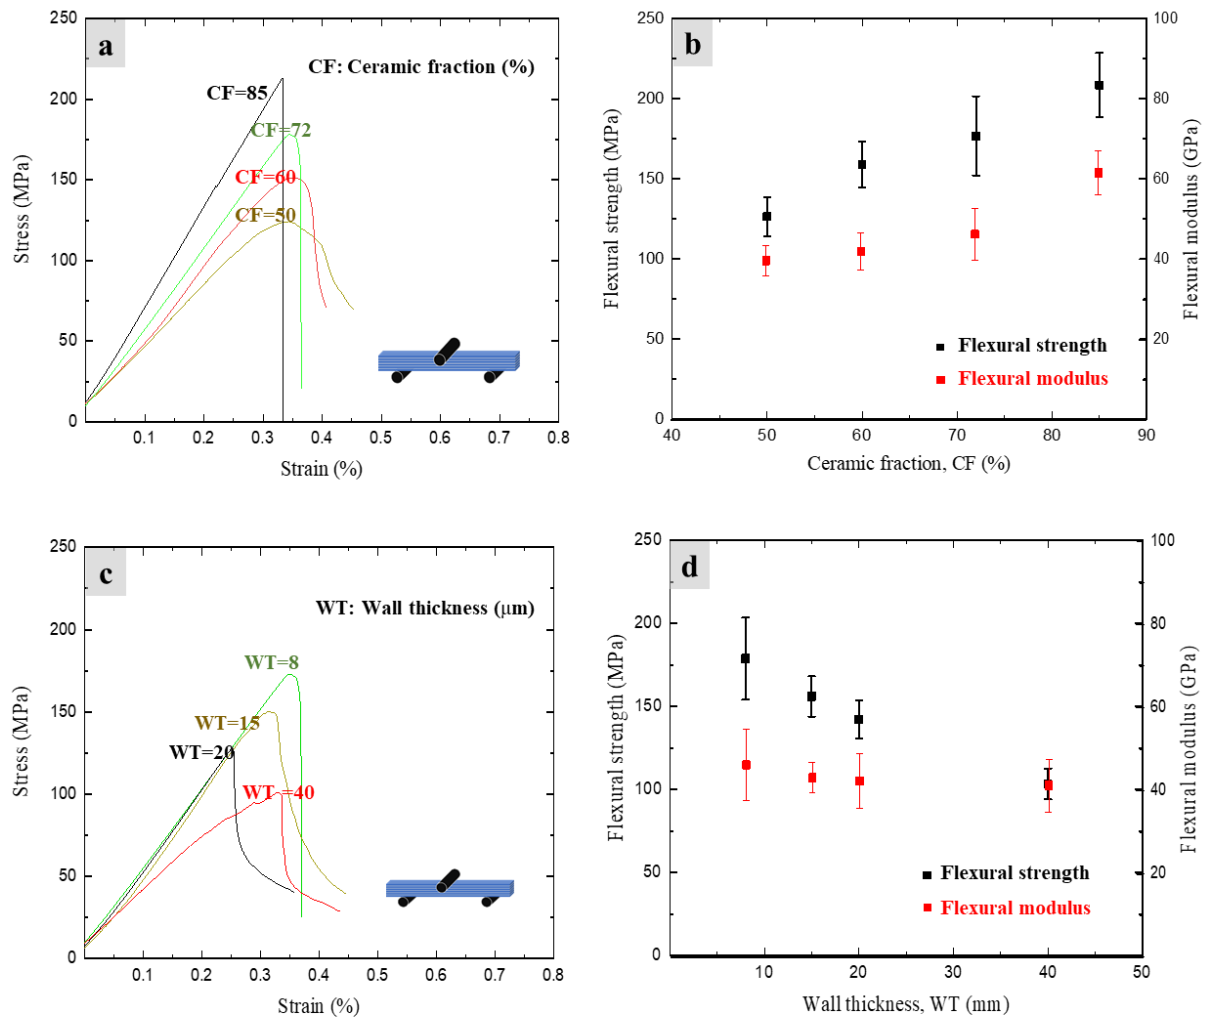 a
CF: Ceramic fraction (%)
CF=85
CF=72
CF=60
CF=50
250
200
150
100
50
0
0.1 0.2 0.3 0.4 0.5 0.6 0.7 0.8
Stress (MPa)
Strain (%)
b
250
200
150
100
50
0
40 50 60 70 80 90
100
80
60
40
20
Flexural strength (MPa)
Flexural modulus (GPa)
Flexural strength
Flexural modulus
Ceramic fraction, CF (%)
c
WT: Wall thickness (μm)
WT=8
WT=15
WT=20
WT=40
250
200
150
100
50
0
0.1 0.2 0.3 0.4 0.5 0.6 0.7 0.8
Stress (MPa)
Strain (%)
d
250
200
150
100
50
0
10 20 30 40 50
100
80
60
40
20
Flexural strength (MPa)
Flexural modulus (GPa)
Flexural strength
Flexural modulus
Wall thickness, WT (mm)